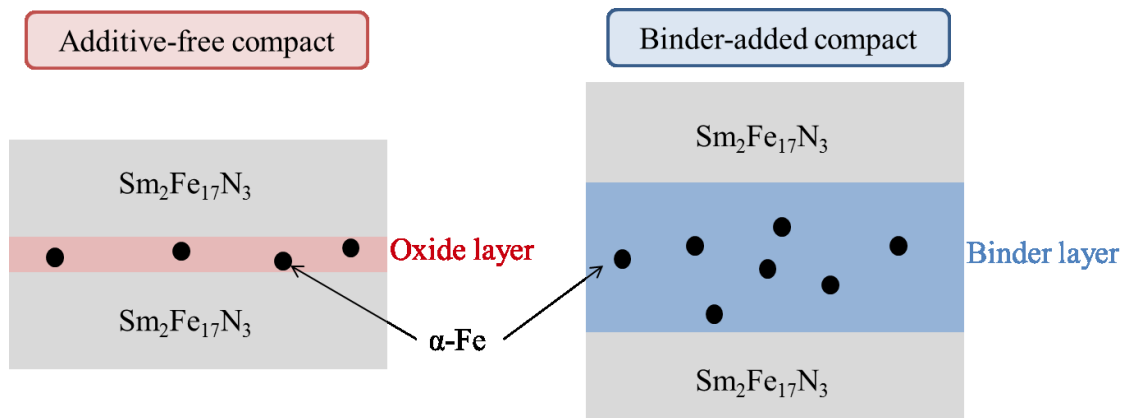 Additive-free compact
Binder-added compact
Sm₂Fe₁₇N₃
Sm₂Fe₁₇N₃
Oxide layer
Binder layer
Sm₂Fe₁₇N₃
α-Fe
Sm₂Fe₁₇N₃